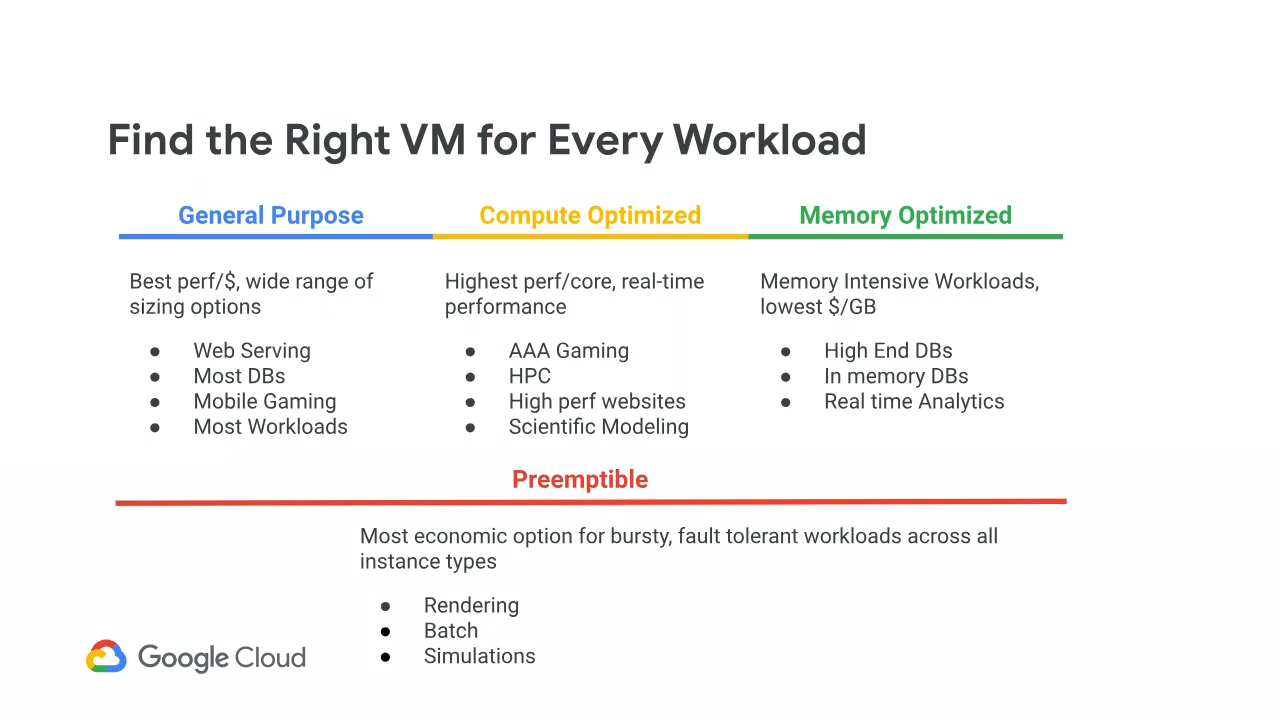 Find the Right VM for Every Workload
General Purpose
Best perf/$, wide range of
sizing options
● Web Serving
● Most DBs
● Mobile Gaming
● Most Workloads
Compute Optimized
Highest perf/core, real-time
performance
● AAA Gaming
● HPC
● High perf websites
● Scientific Modeling
Memory Optimized
Memory Intensive Workloads,
lowest $/GB
● High End DBs
● In memory DBs
● Real time Analytics
Preemptible
Most economic option for bursty, fault tolerant workloads across all
instance types
● Rendering
● Batch
● Simulations
Google Cloud